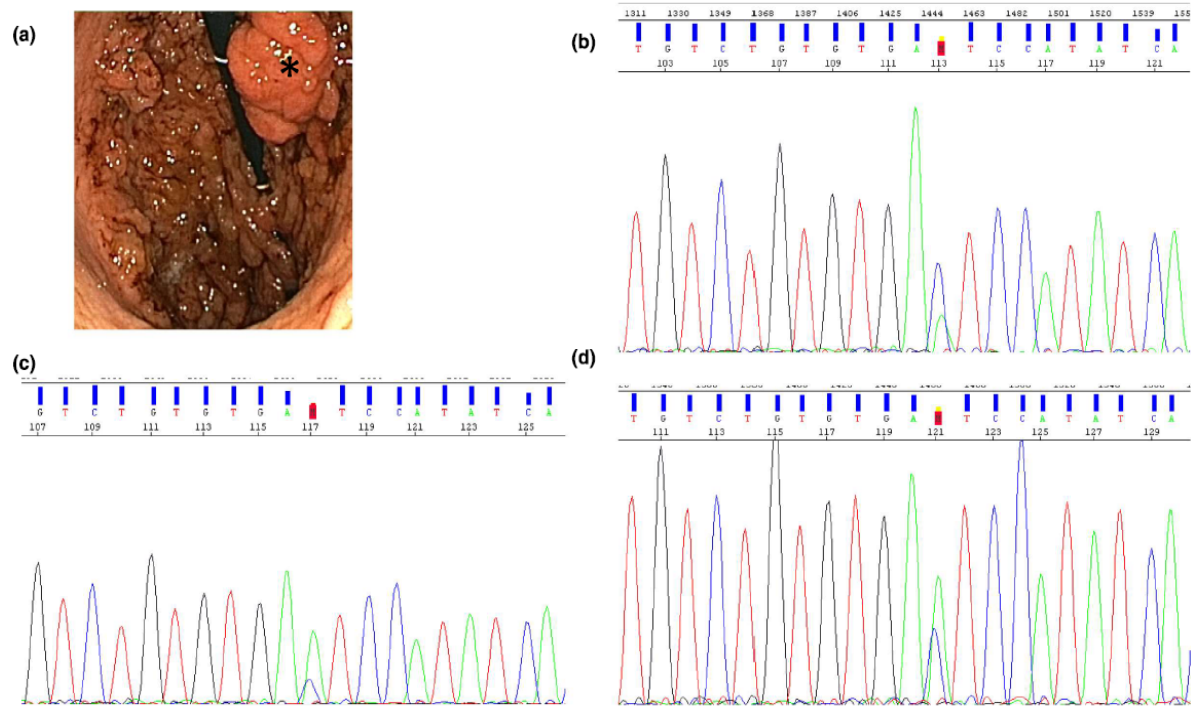 (a)
*
(b)
1311 1330 1349 1368 1387 1406 1425 1444 1463 1482 1501 1520 1539 155
T G T C T G T G T G A T C C A T A T C A
103 105 107 109 111 113 115 117 119 121
(c)
G T C T G T G T G A T C C A T A T C A
107 109 111 113 115 117 119 121 123 125
(d)
T G T C T G T G T G A T C C A T A T C A
111 113 115 117 119 121 123 125 127 129